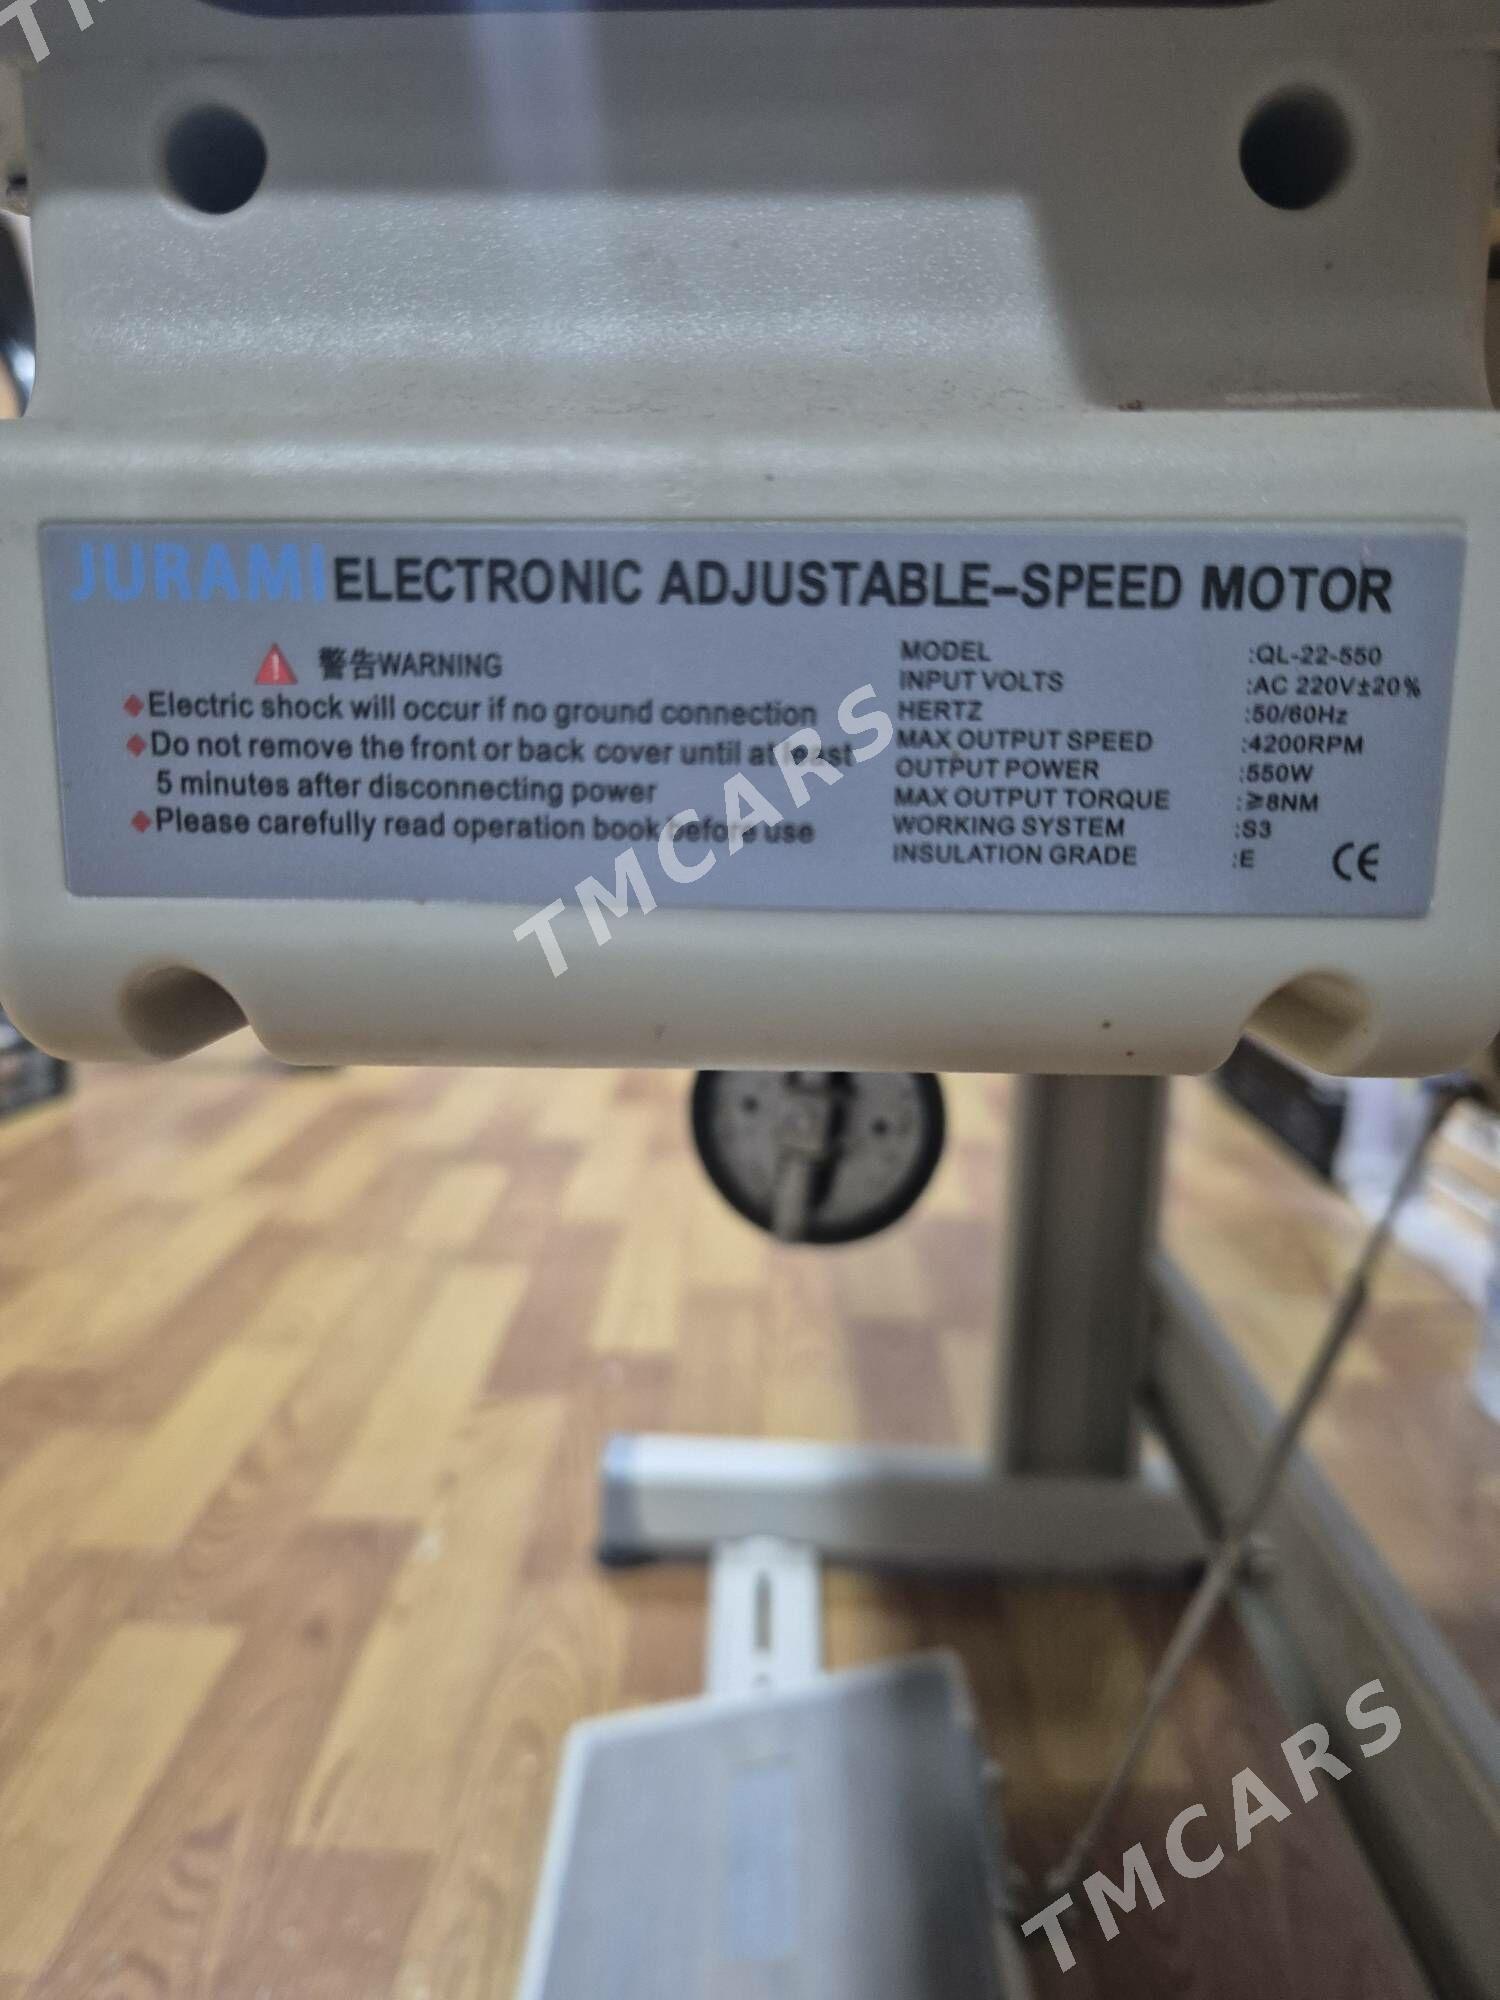 JURAMI ELECTRONIC ADJUSTABLE-SPEED MOTOR
警告WARNING
Electric shock will occur if no ground connection
Do not remove the front or back cover until at least
5 minutes after disconnecting power
Please carefully read operation book before use
MODEL :QL-22-550
INPUT VOLTS :AC 220V±20%
HERTZ :50/60Hz
MAX OUTPUT SPEED :4200RPM
OUTPUT POWER :550W
MAX OUTPUT TORQUE :≥8NM
WORKING SYSTEM :S3
INSULATION GRADE :E
CE
TMCARS
TMCARS